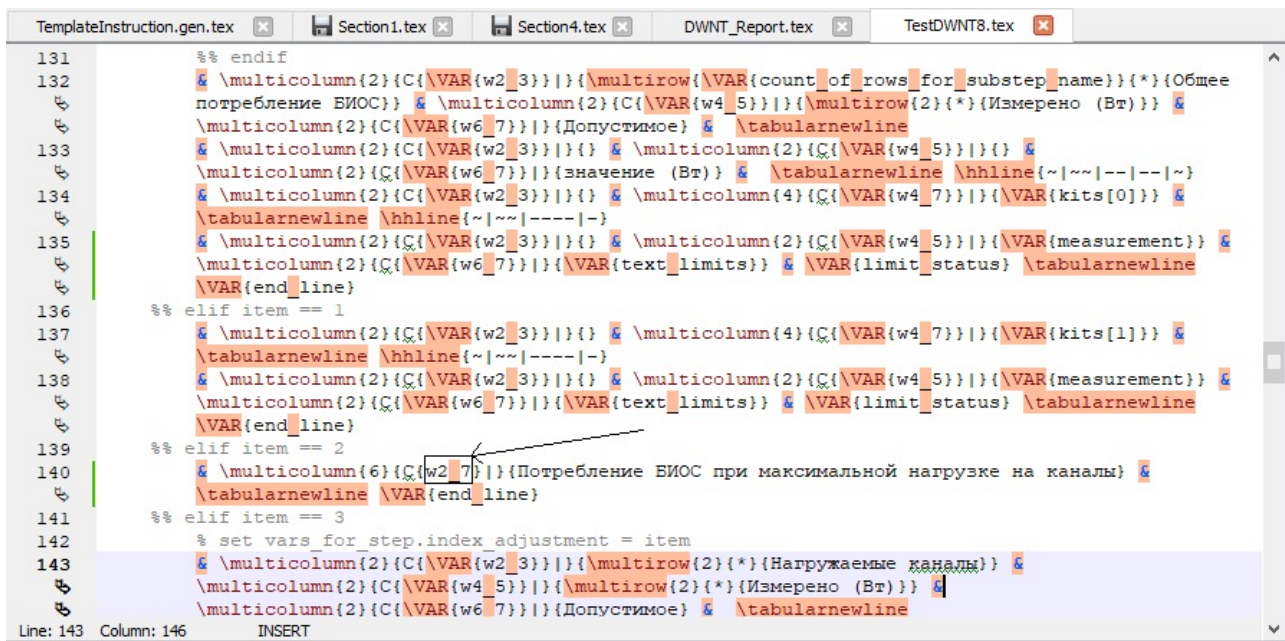 TemplateInstruction.gen.tex Section1.tex Section4.tex DWNT_Report.tex TestDWNT8.tex
131 %% endif
132 & \multicolumn{2}{C{\VAR{w2_3}}|}{\multirow{\VAR{count_of_rows_for_substep_name}}{*}{Общее
потребление БИОС}} & \multicolumn{2}{C{\VAR{w4_5}}|}{\multirow{2}{*}{Измерено (Вт)}} &
\multicolumn{2}{C{\VAR{w6_7}}|}{Допустимое} & \tabularnewline
133 & \multicolumn{2}{C{\VAR{w2_3}}|}{} & \multicolumn{2}{C{\VAR{w4_5}}|}{} &
\multicolumn{2}{C{\VAR{w6_7}}|}{значение (Вт)} & \tabularnewline \hhline{~|~~|--|--|~}
134 & \multicolumn{2}{C{\VAR{w2_3}}|}{} & \multicolumn{4}{C{\VAR{w4_7}}|}{\VAR{kits[0]}} &
\tabularnewline \hhline{~|~~|----|-}
135 & \multicolumn{2}{C{\VAR{w2_3}}|}{} & \multicolumn{2}{C{\VAR{w4_5}}|}{\VAR{measurement}} &
\multicolumn{2}{C{\VAR{w6_7}}|}{\VAR{text_limits}} & \VAR{limit_status} \tabularnewline
\VAR{end_line}
136 %% elif item == 1
137 & \multicolumn{2}{C{\VAR{w2_3}}|}{} & \multicolumn{4}{C{\VAR{w4_7}}|}{\VAR{kits[1]}} &
\tabularnewline \hhline{~|~~|----|-}
138 & \multicolumn{2}{C{\VAR{w2_3}}|}{} & \multicolumn{2}{C{\VAR{w4_5}}|}{\VAR{measurement}} &
\multicolumn{2}{C{\VAR{w6_7}}|}{\VAR{text_limits}} & \VAR{limit_status} \tabularnewline
\VAR{end_line}
139 %% elif item == 2
140 & \multicolumn{6}{C{w2_7}|}{Потребление БИОС при максимальной нагрузке на каналы} &
\tabularnewline \VAR{end_line}
141 %% elif item == 3
142 % set vars_for_step.index_adjustment = item
143 & \multicolumn{2}{C{\VAR{w2_3}}|}{\multirow{2}{*}{Нагружаемые каналы}} &
\multicolumn{2}{C{\VAR{w4_5}}|}{\multirow{2}{*}{Измерено (Вт)}} &
\multicolumn{2}{C{\VAR{w6_7}}|}{Допустимое} & \tabularnewline
Line: 143 Column: 146 INSERT